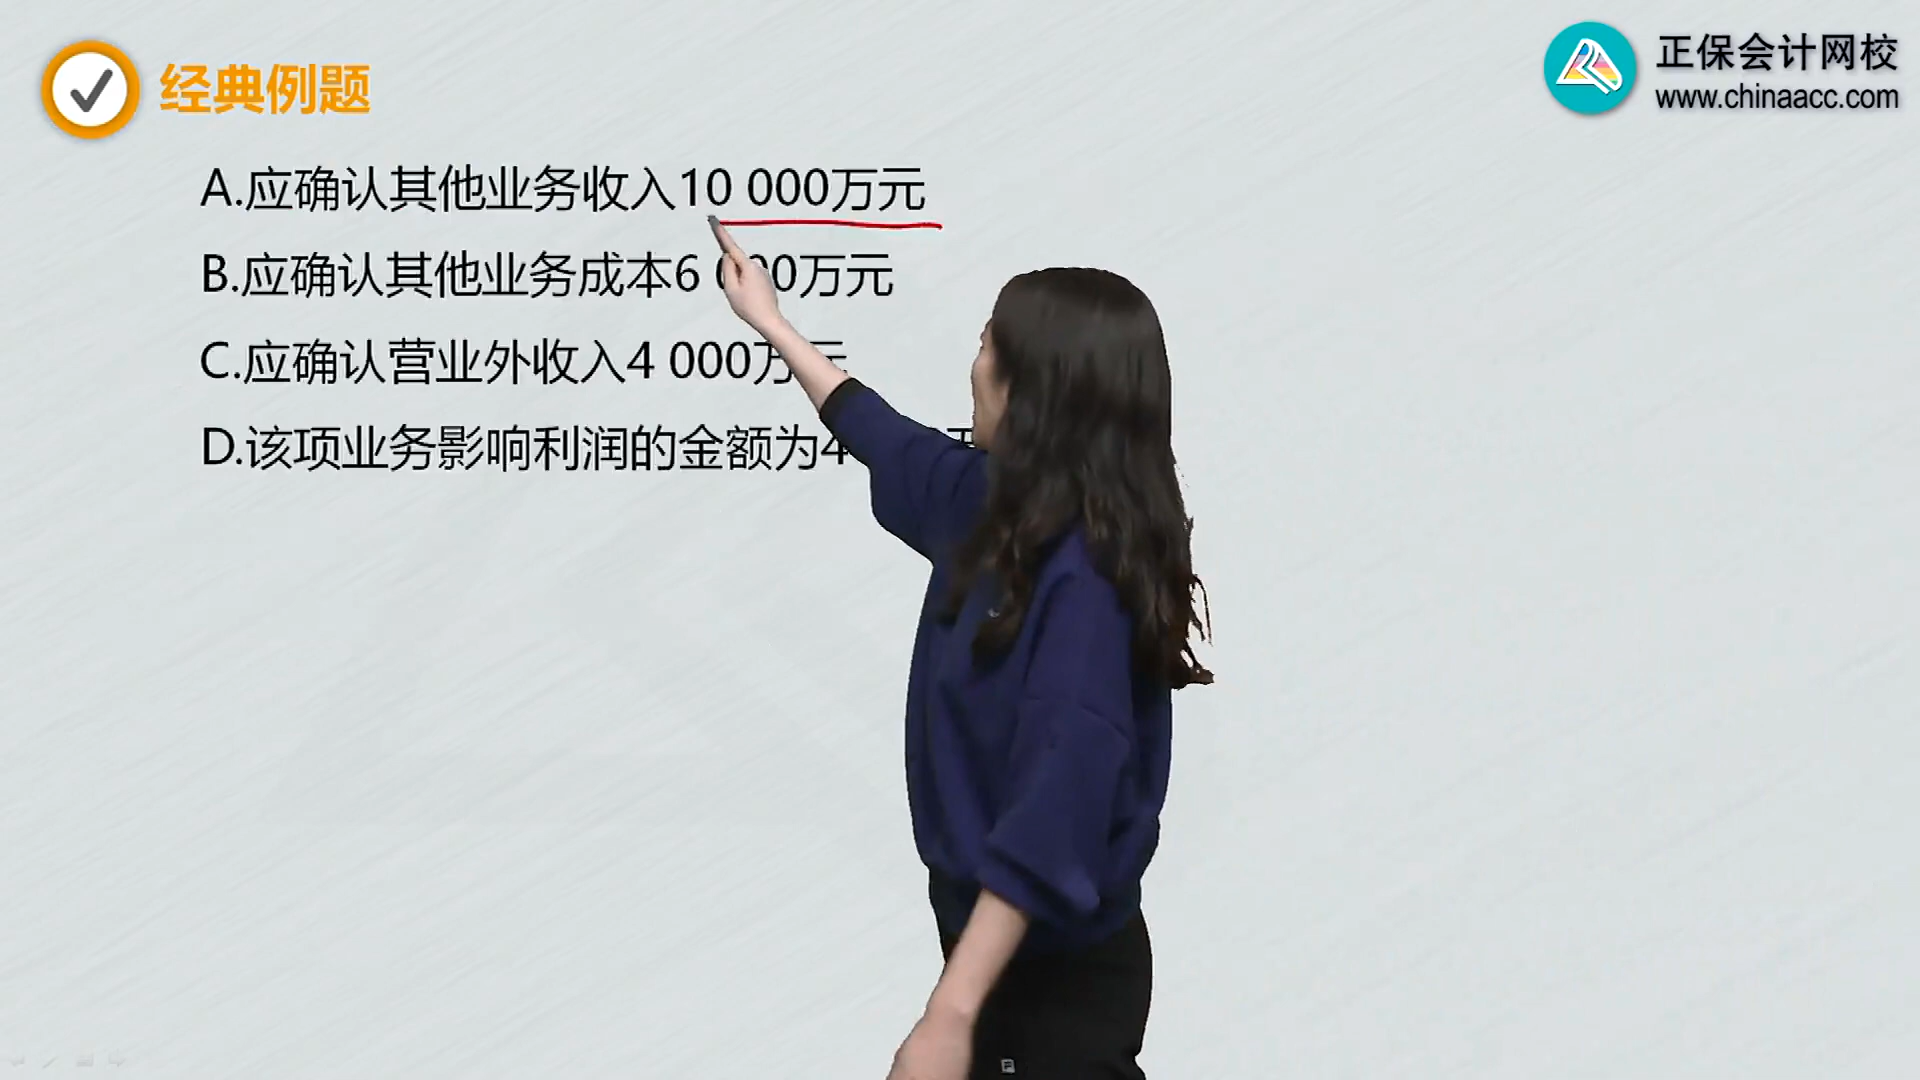 经典例题
正保会计网校
www.chinaacc.com
A.应确认其他业务收入10 000万元
B.应确认其他业务成本6 000万元
C.应确认营业外收入4 000万元
D.该项业务影响利润的金额为4